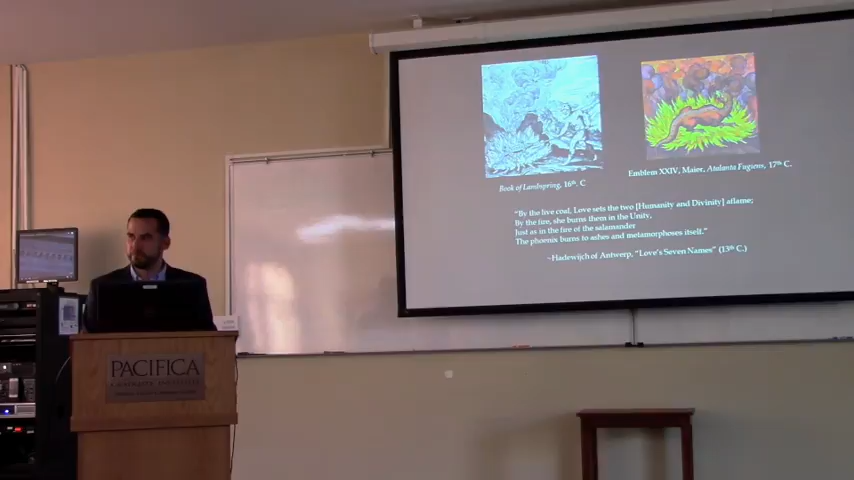 Book of Lambspring, 16th. C
Emblem XXIV, Maier, Atalanta Fugiens, 17th C.
"By the live coal, Love sets the two [Humanity and Divinity] aflame;
By the fire, she burns them in the Unity,
Just as in the fire of the salamander
The phoenix burns to ashes and metamorphoses itself."
~Hadewijch of Antwerp, "Love's Seven Names" (13th C.)
PACIFICA
GRADUATE INSTITUTE